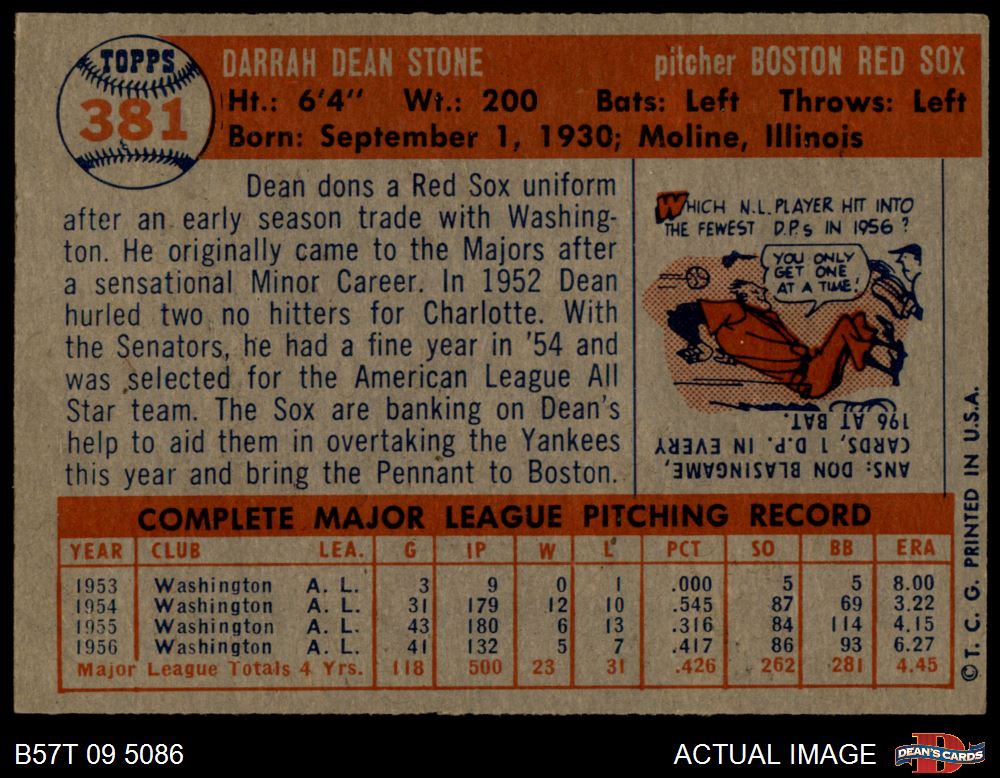 TOPPS
381
DARRAH DEAN STONE pitcher BOSTON RED SOX
Ht.: 6'4" Wt.: 200 Bats: Left Throws: Left
Born: September 1, 1930; Moline, Illinois
Dean dons a Red Sox uniform
after an early season trade with Washing-
ton. He originally came to the Majors after
a sensational Minor Career. In 1952 Dean
hurled two no hitters for Charlotte. With
the Senators, he had a fine year in '54 and
was selected for the American League All
Star team. The Sox are banking on Dean's
help to aid them in overtaking the Yankees
this year and bring the Pennant to Boston.
WHICH N.L. PLAYER HIT INTO
THE FEWEST D.P.s IN 1956?
YOU ONLY
GET ONE
AT A TIME!
ANS: DON BLASINGAME,
CARDS, 1 D.P. IN EVERY
196 AT BAT.
COMPLETE MAJOR LEAGUE PITCHING RECORD
YEAR CLUB LEA. G IP W L PCT SO BB ERA
1953 Washington A. L. 3 9 0 1 .000 5 5 8.00
1954 Washington A. L. 31 179 12 10 .545 87 69 3.22
1955 Washington A. L. 43 180 6 13 .316 84 114 4.15
1956 Washington A. L. 41 132 5 7 .417 86 93 6.27
Major League Totals 4 Yrs. 118 500 23 31 .426 262 281 4.45
© T. C. G. PRINTED IN U.S.A.
B57T 09 5086 ACTUAL IMAGE DEAN'S CARDS